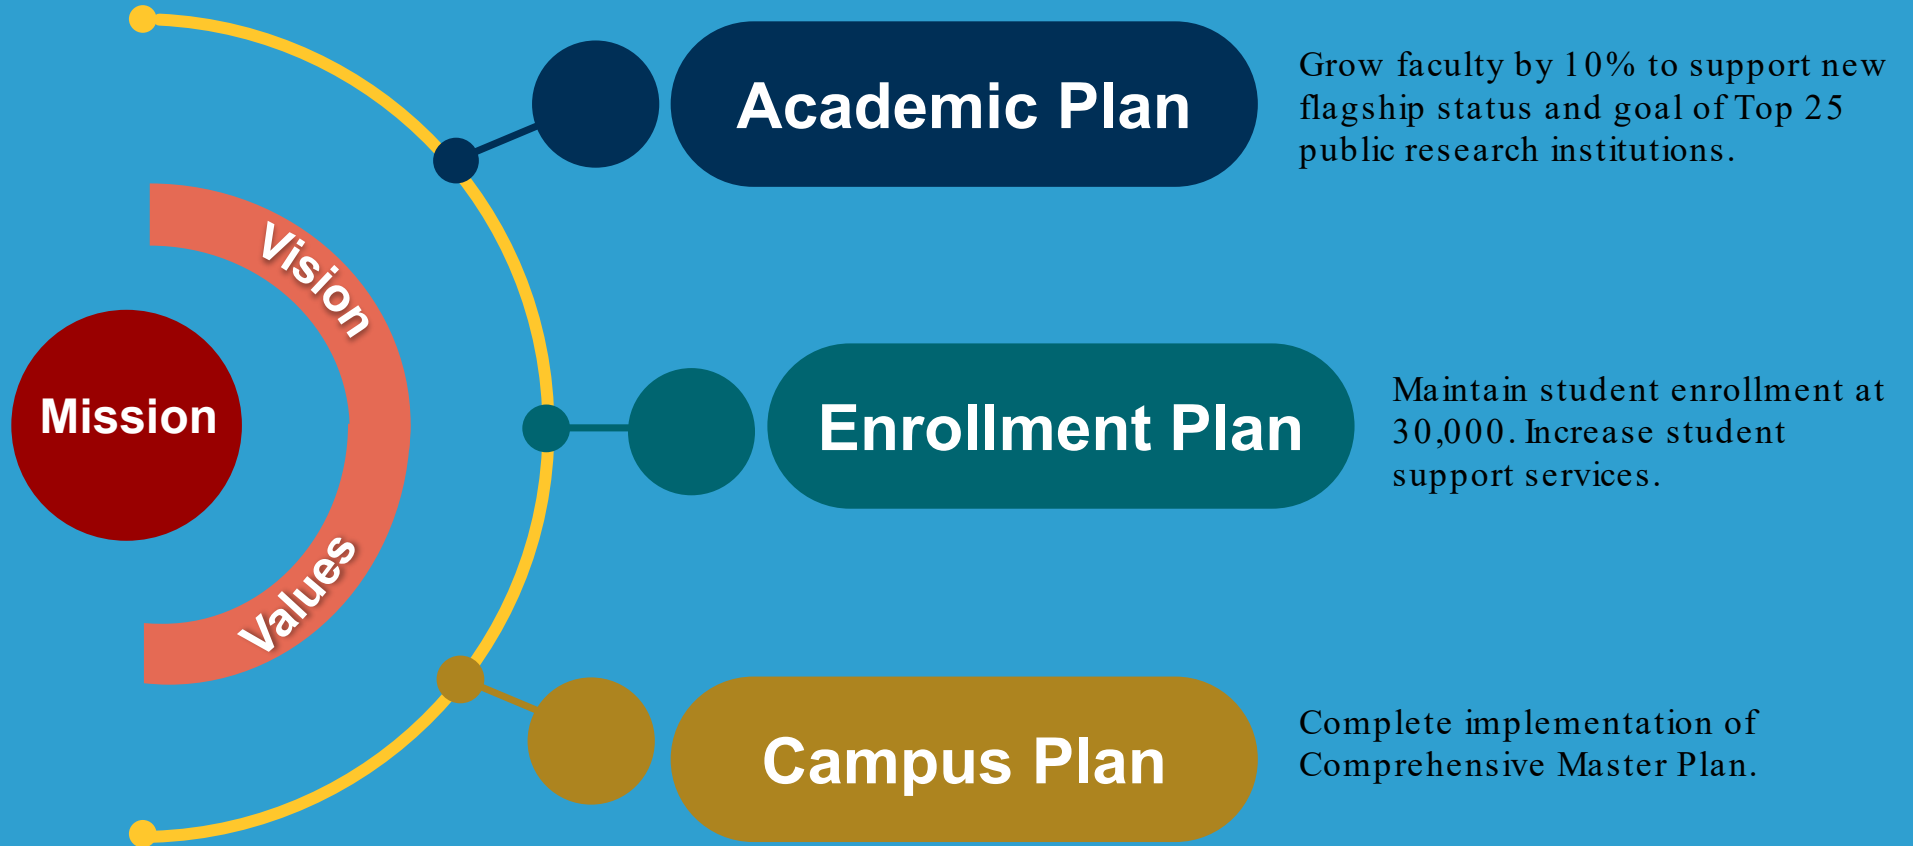 Academic Plan
Grow faculty by 10% to support new
flagship status and goal of Top 25
public research institutions.
Vision
Mission
Enrollment Plan
Maintain student enrollment at
30,000. Increase student
support services.
Values
Campus Plan
Complete implementation of
Comprehensive Master Plan.